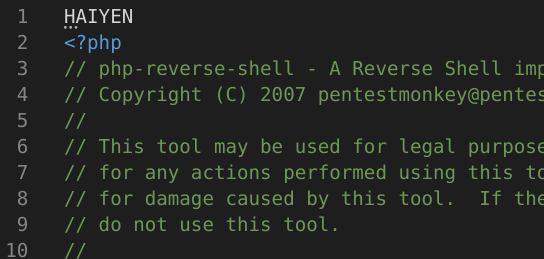 1 HAIYEN
2 <?php
3 // php-reverse-shell - A Reverse Shell imp
4 // Copyright (C) 2007 pentestmonkey@pentes
5 //
6 // This tool may be used for legal purpose
7 // for any actions performed using this to
8 // for damage caused by this tool.  If the
9 // do not use this tool.
10 //